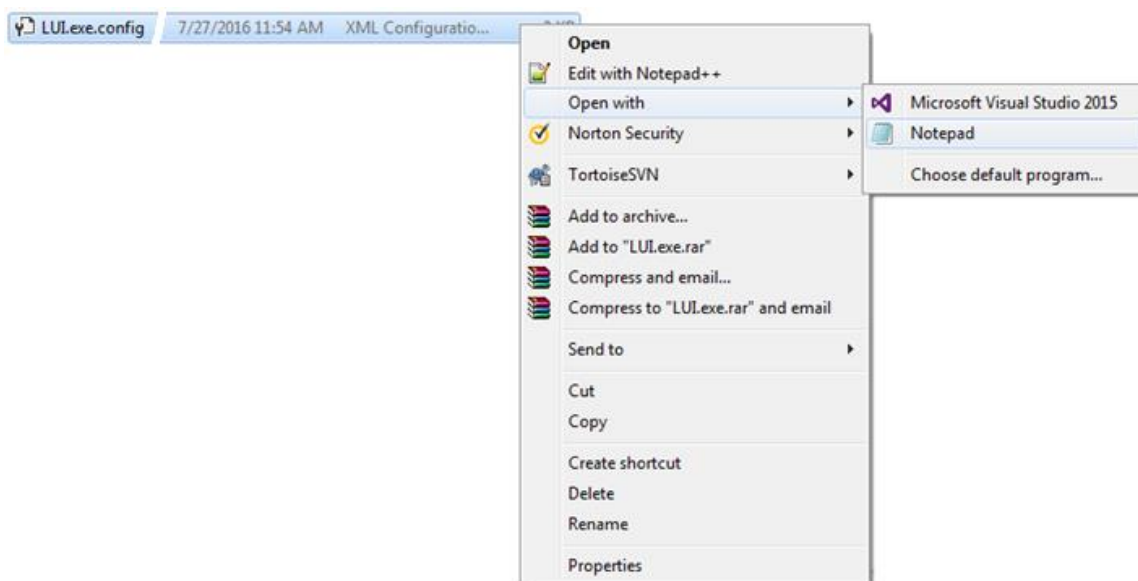 LUI.exe.config 7/27/2016 11:54 AM XML Configuratio...
Open
Edit with Notepad++
Open with
Norton Security
TortoiseSVN
Add to archive...
Add to "LUI.exe.rar"
Compress and email...
Compress to "LUI.exe.rar" and email
Send to
Cut
Copy
Create shortcut
Delete
Rename
Properties
Microsoft Visual Studio 2015
Notepad
Choose default program...